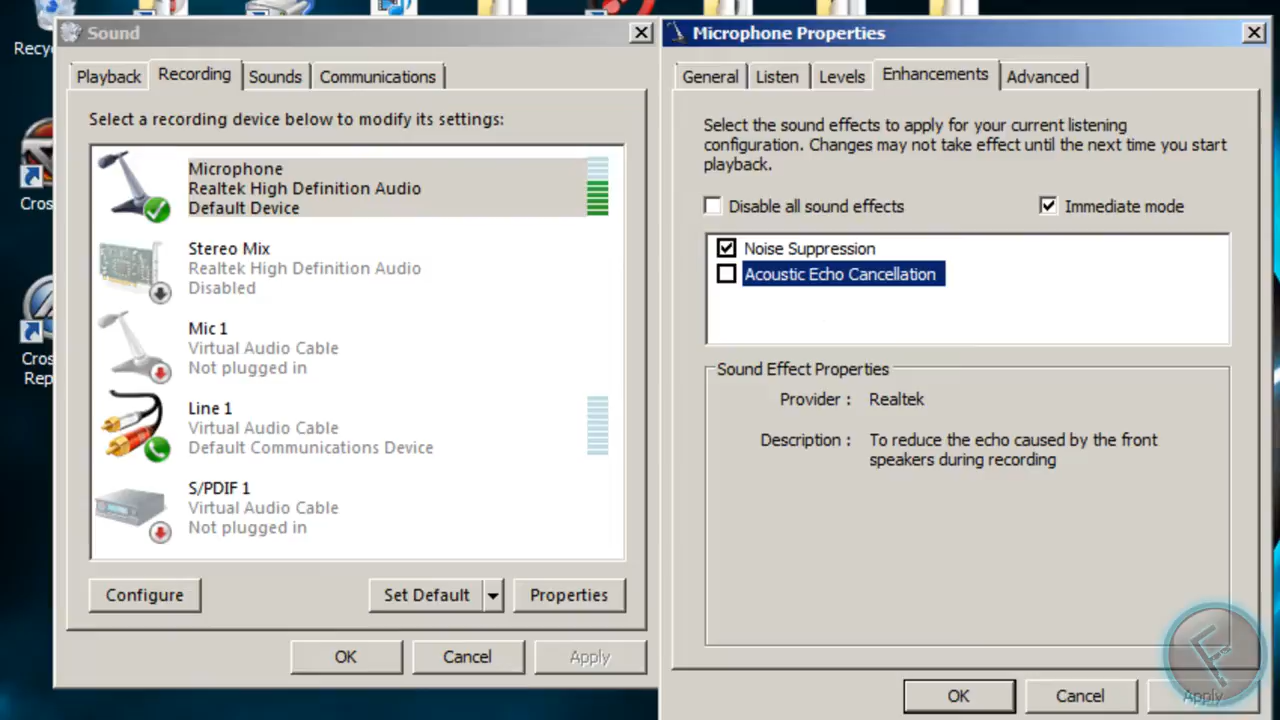 Recy
Cros
Cros
Rep
Sound
Playback
Recording
Sounds
Communications
Select a recording device below to modify its settings:
Microphone
Realtek High Definition Audio
Default Device
Stereo Mix
Realtek High Definition Audio
Disabled
Mic 1
Virtual Audio Cable
Not plugged in
Line 1
Virtual Audio Cable
Default Communications Device
S/PDIF 1
Virtual Audio Cable
Not plugged in
Configure
Set Default
Properties
OK
Cancel
Apply
Microphone Properties
General
Listen
Levels
Enhancements
Advanced
Select the sound effects to apply for your current listening
configuration. Changes may not take effect until the next time you start
playback.
Disable all sound effects
Immediate mode
Noise Suppression
Acoustic Echo Cancellation
Sound Effect Properties
Provider : Realtek
Description : To reduce the echo caused by the front
speakers during recording
OK
Cancel
Apply